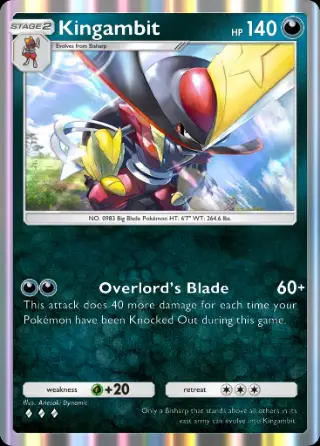 STAGE 2
Kingambit
HP 140
Evolves from Bisharp
NO. 0983 Big Blade Pokémon HT: 6'7" WT: 264.6 lbs.
Overlord's Blade 60+
This attack does 40 more damage for each time your
Pokémon have been Knocked Out during this game.
weakness +20
retreat
Illus. Anesaki Dynamic
Only a Bisharp that stands above all others in its
vast army can evolve into Kingambit.